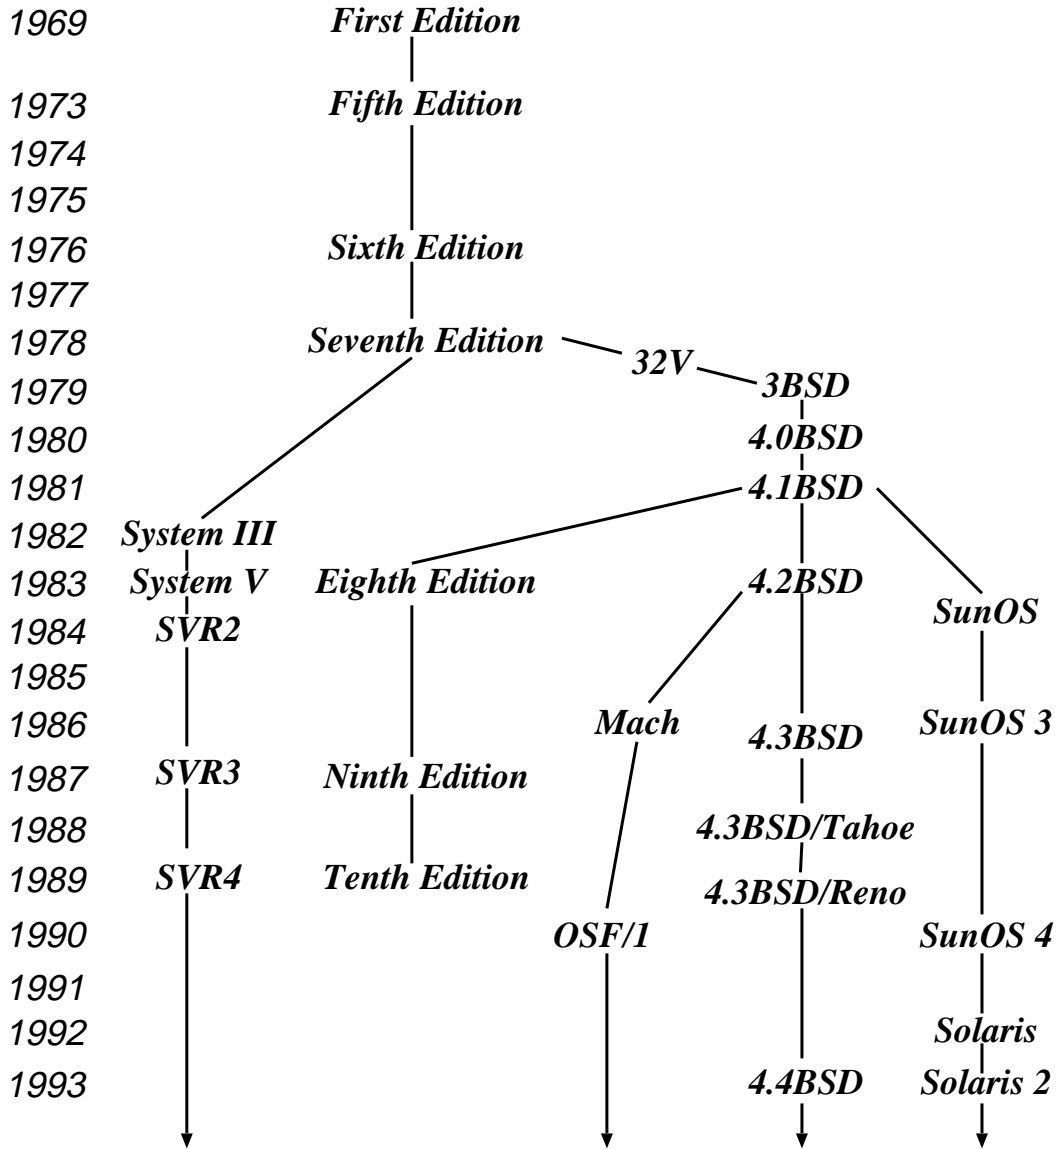 1969 First Edition
1973 Fifth Edition
1974
1975
1976 Sixth Edition
1977
1978 Seventh Edition
32V
1979 3BSD
1980 4.0BSD
1981 4.1BSD
1982 System III
1983 System V Eighth Edition 4.2BSD
SunOS
1984 SVR2
1985
1986 Mach SunOS 3
4.3BSD
1987 SVR3 Ninth Edition
1988 4.3BSD/Tahoe
1989 SVR4 Tenth Edition
4.3BSD/Reno
1990 OSF/1 SunOS 4
1991
1992 Solaris
1993 4.4BSD Solaris 2